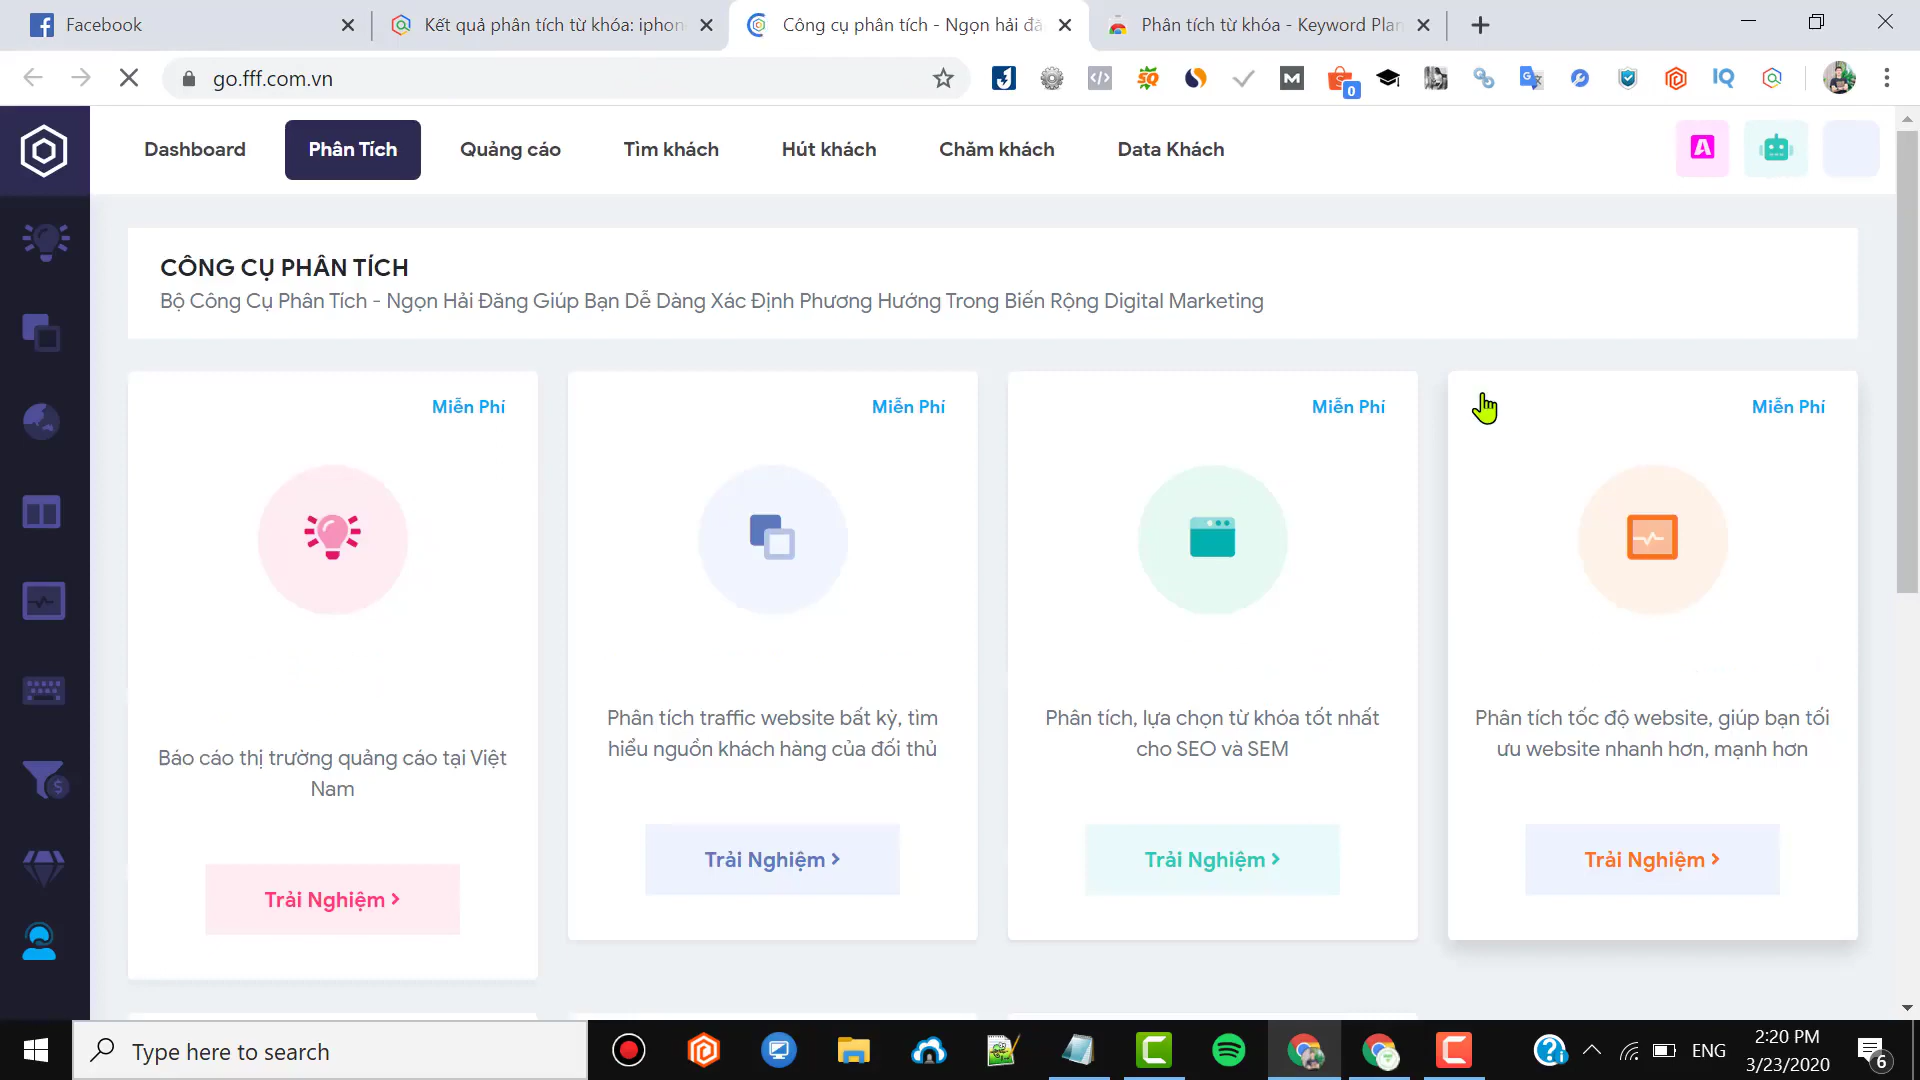 Facebook
Kết quả phân tích từ khóa: iphon
Công cụ phân tích - Ngọn hải đă
Phân tích từ khóa - Keyword Plan
go.fff.com.vn
0
Dashboard
Phân Tích
Quảng cáo
Tìm khách
Hút khách
Chăm khách
Data Khách
CÔNG CỤ PHÂN TÍCH
Bộ Công Cụ Phân Tích - Ngọn Hải Đăng Giúp Bạn Dễ Dàng Xác Định Phương Hướng Trong Biển Rộng Digital Marketing
Miễn Phí
Báo cáo thị trường quảng cáo tại Việt
Nam
Trải Nghiệm
Miễn Phí
Phân tích traffic website bất kỳ, tìm
hiểu nguồn khách hàng của đối thủ
Trải Nghiệm
Miễn Phí
Phân tích, lựa chọn từ khóa tốt nhất
cho SEO và SEM
Trải Nghiệm
Miễn Phí
Phân tích tốc độ website, giúp bạn tối
ưu website nhanh hơn, mạnh hơn
Trải Nghiệm
Type here to search
ENG
2:20 PM
3/23/2020
6